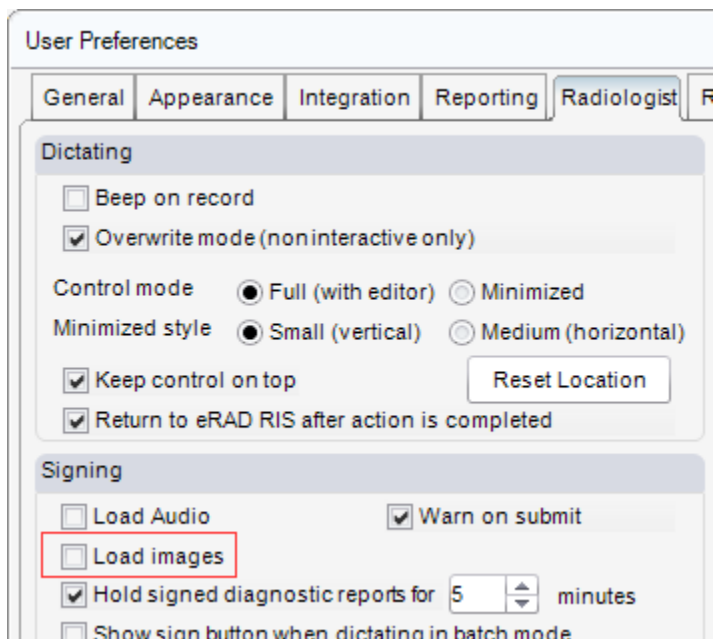 User Preferences
General Appearance Integration Reporting Radiologist R
Dictating
Beep on record
Overwrite mode (non interactive only)
Control mode Full (with editor) Minimized
Minimized style Small (vertical) Medium (horizontal)
Keep control on top Reset Location
Return to eRAD RIS after action is completed
Signing
Load Audio Warn on submit
Load images
Hold signed diagnostic reports for 5 minutes
Show sign button when dictating in batch mode